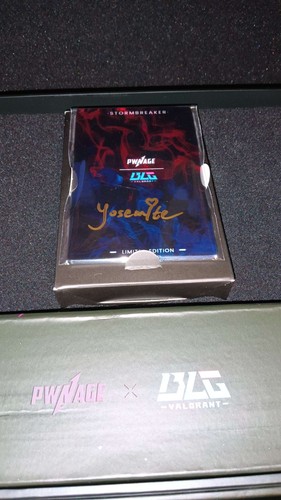 STORMBREAKER
PWNAGE
BLG
VALORANT
Yosemite
LIMITED EDITION
PWNAGE × BLG
VALORANT